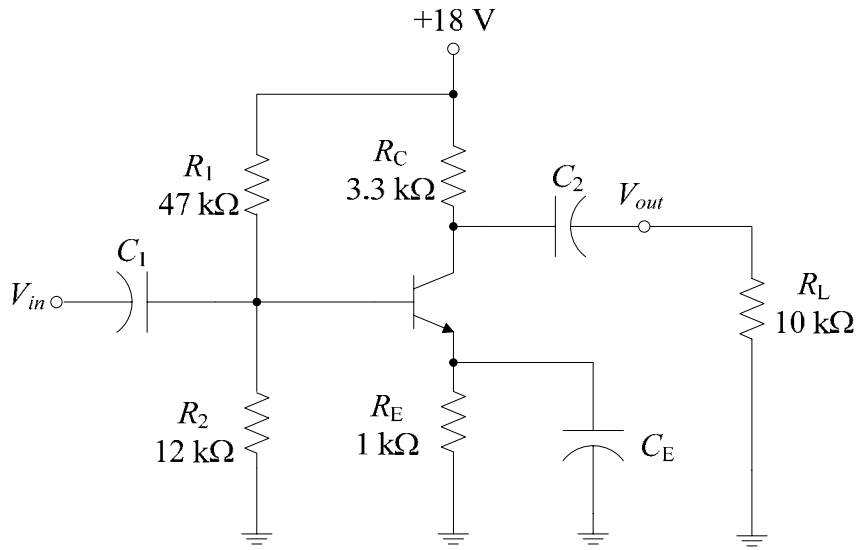 +18 V
R1
47 kΩ
RC
3.3 kΩ
C2
Vout
C1
Vin
RL
10 kΩ
R2
12 kΩ
RE
1 kΩ
CE